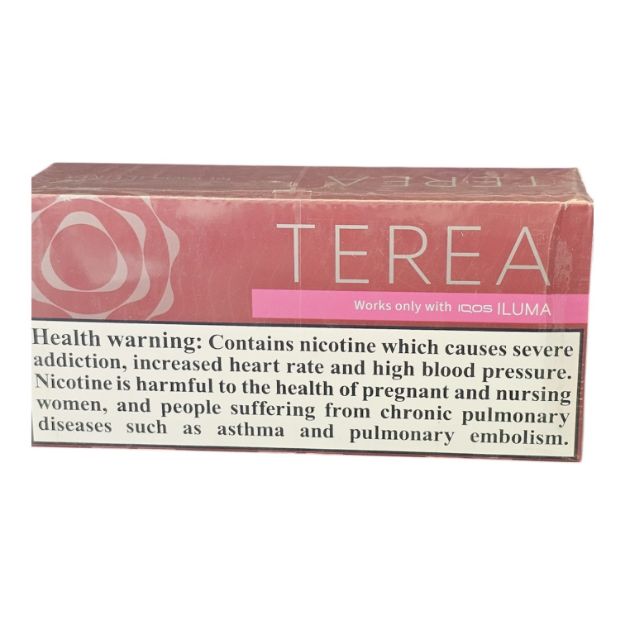 TEREA
TEREA
Works only with IQOS ILUMA
Health warning: Contains nicotine which causes severe
addiction, increased heart rate and high blood pressure.
Nicotine is harmful to the health of pregnant and nursing
women, and people suffering from chronic pulmonary
diseases such as asthma and pulmonary embolism.